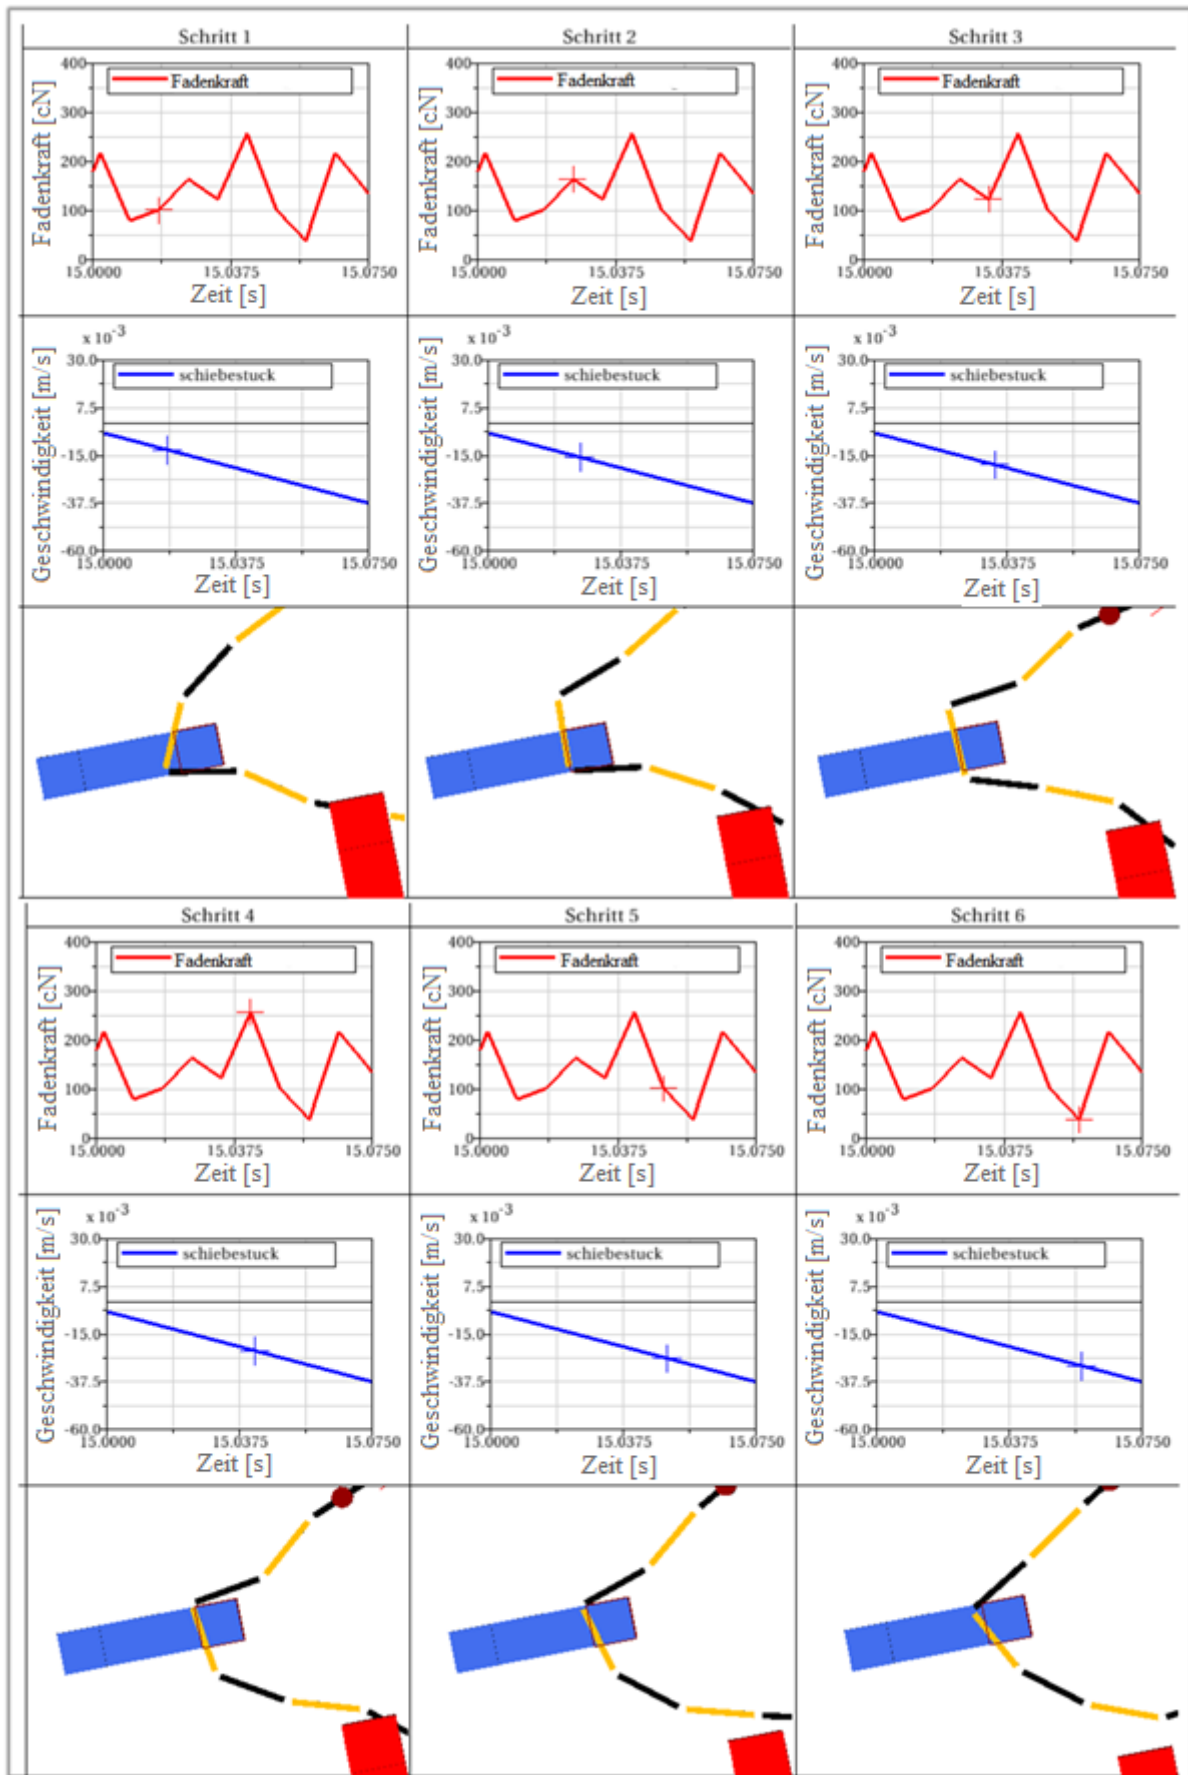 Schritt 1
Schritt 2
Schritt 3
400
300
200
100
0
Fadenkraft [cN]
Fadenkraft
15.0000
15.0375
15.0750
Zeit [s]
400
300
200
100
0
Fadenkraft [cN]
Fadenkraft
15.0000
15.0375
15.0750
Zeit [s]
400
300
200
100
0
Fadenkraft [cN]
Fadenkraft
15.0000
15.0375
15.0750
Zeit [s]
x 10-3
30.0
7.5
-15.0
-37.5
-60.0
Geschwindigkeit [m/s]
schiebestuck
15.0000
15.0375
15.0750
Zeit [s]
x 10-3
30.0
7.5
-15.0
-37.5
-60.0
Geschwindigkeit [m/s]
schiebestuck
15.0000
15.0375
15.0750
Zeit [s]
x 10-3
30.0
7.5
-15.0
-37.5
-60.0
Geschwindigkeit [m/s]
schiebestuck
15.0000
15.0375
15.0750
Zeit [s]
Schritt 4
Schritt 5
Schritt 6
400
300
200
100
0
Fadenkraft [cN]
Fadenkraft
15.0000
15.0375
15.0750
Zeit [s]
400
300
200
100
0
Fadenkraft [cN]
Fadenkraft
15.0000
15.0375
15.0750
Zeit [s]
400
300
200
100
0
Fadenkraft [cN]
Fadenkraft
15.0000
15.0375
15.0750
Zeit [s]
x 10-3
30.0
7.5
-15.0
-37.5
-60.0
Geschwindigkeit [m/s]
schiebestuck
15.0000
15.0375
15.0750
Zeit [s]
x 10-3
30.0
7.5
-15.0
-37.5
-60.0
Geschwindigkeit [m/s]
schiebestuck
15.0000
15.0375
15.0750
Zeit [s]
x 10-3
30.0
7.5
-15.0
-37.5
-60.0
Geschwindigkeit [m/s]
schiebestuck
15.0000
15.0375
15.0750
Zeit [s]